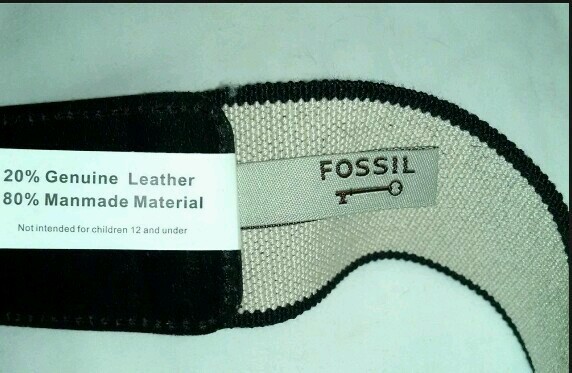 20% Genuine Leather
80% Manmade Material
Not intended for children 12 and under
FOSSIL